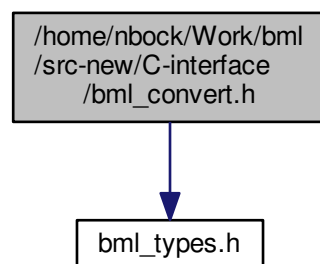 /home/nbock/Work/bml
/src-new/C-interface
/bml_convert.h
bml_types.h